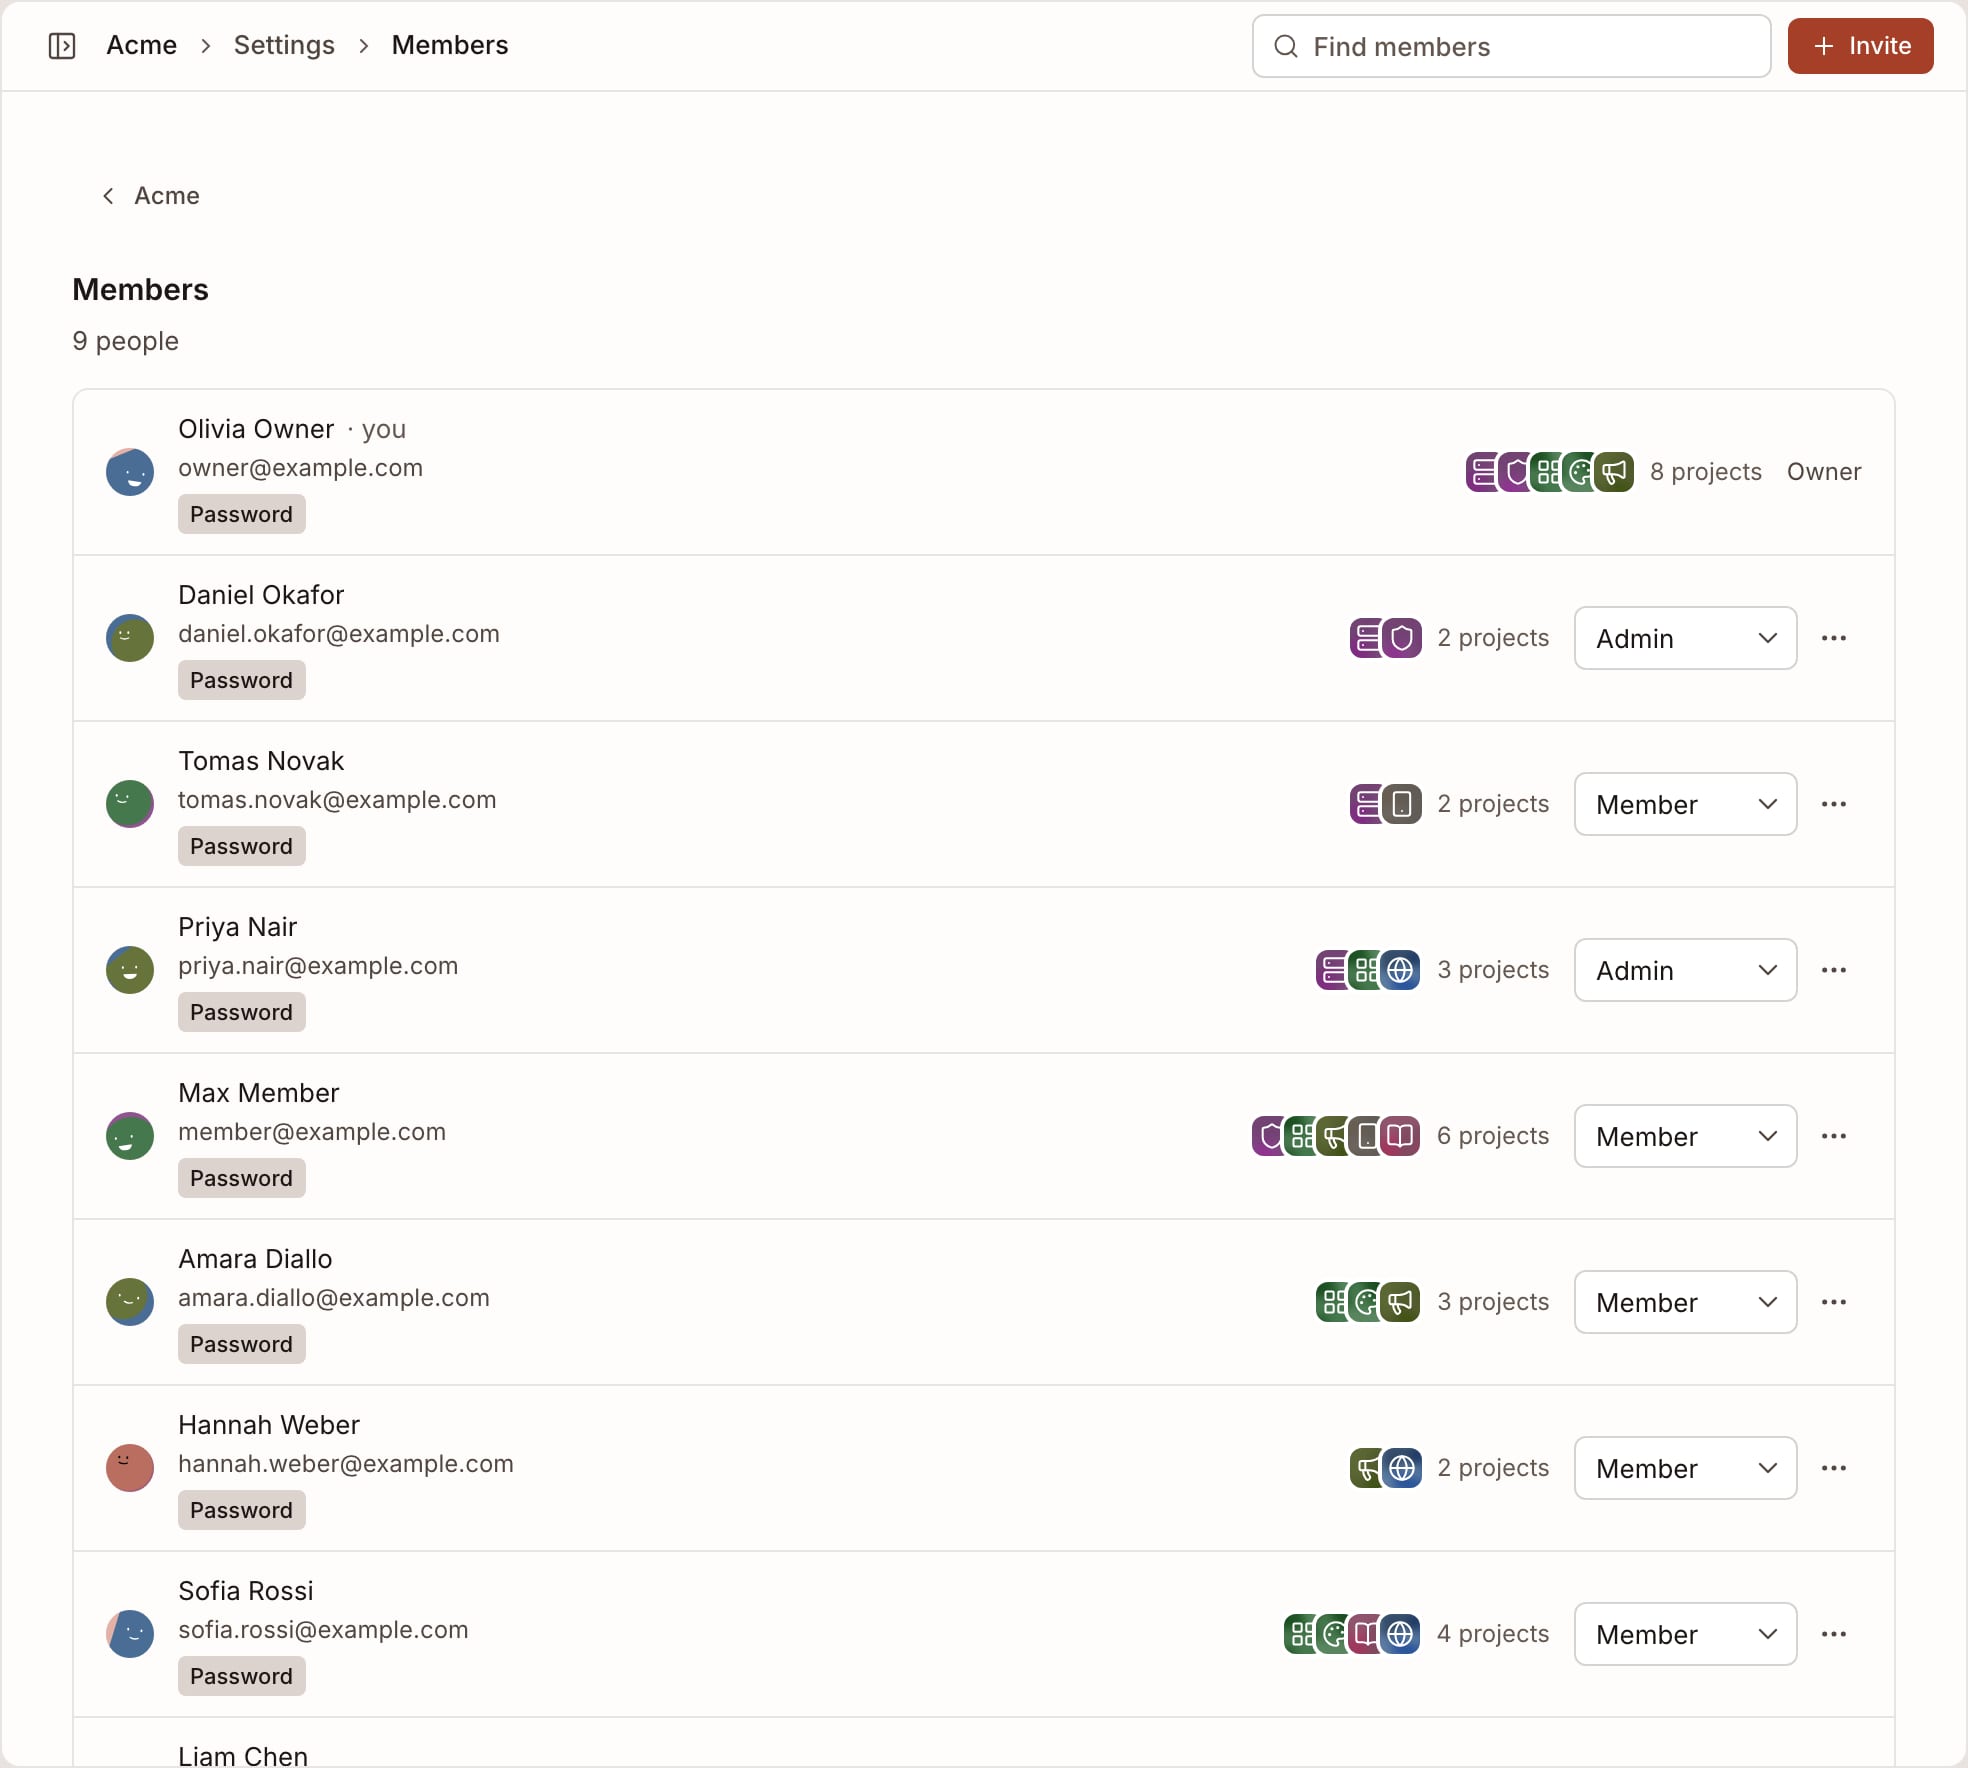 Acme > Settings > Members
Find members
+ Invite
< Acme
Members
9 people
Olivia Owner · you
owner@example.com
Password
8 projects
Owner
Daniel Okafor
daniel.okafor@example.com
Password
2 projects
Admin
Tomas Novak
tomas.novak@example.com
Password
2 projects
Member
Priya Nair
priya.nair@example.com
Password
3 projects
Admin
Max Member
member@example.com
Password
6 projects
Member
Amara Diallo
amara.diallo@example.com
Password
3 projects
Member
Hannah Weber
hannah.weber@example.com
Password
2 projects
Member
Sofia Rossi
sofia.rossi@example.com
Password
4 projects
Member
Liam Chen